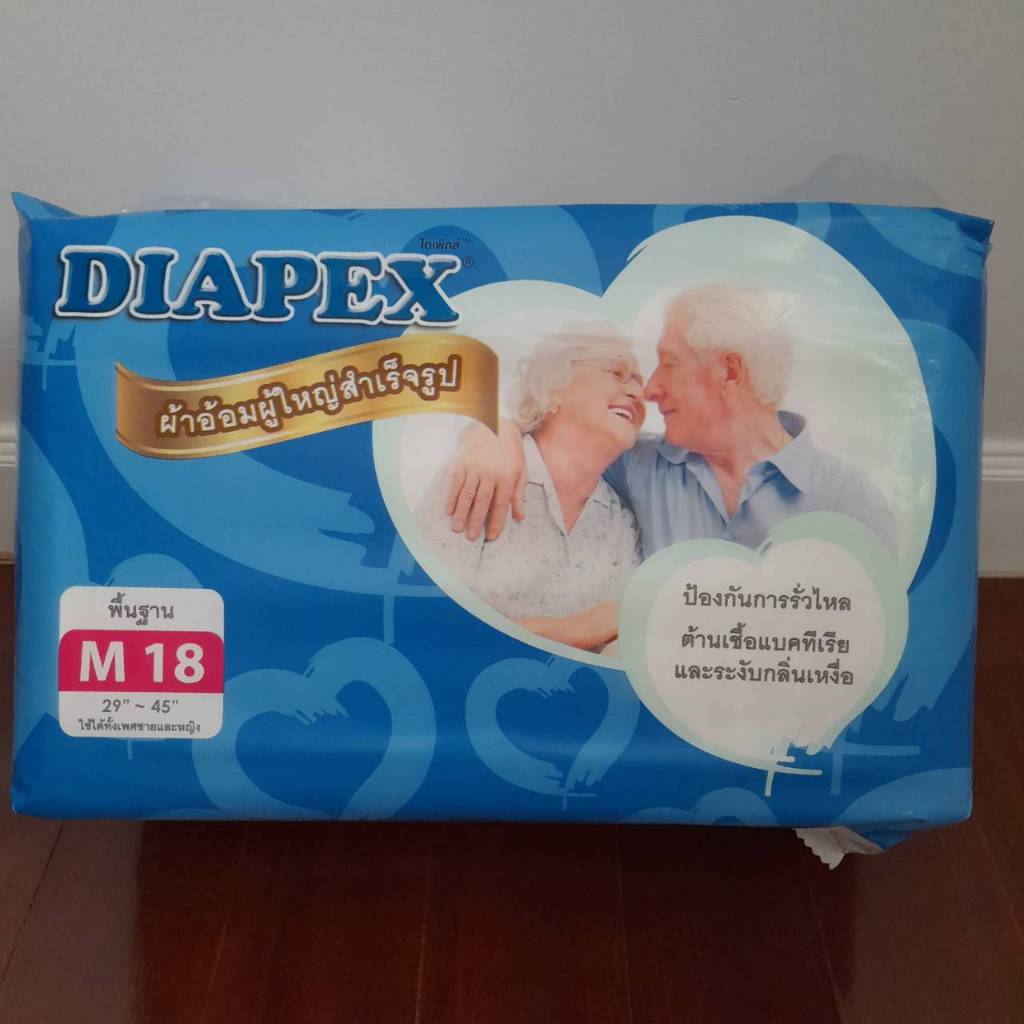 ไดเพ็กส์™
DIAPEX®
ผ้าอ้อมผู้ใหญ่สำเร็จรูป
พื้นฐาน
M 18
29" ~ 45"
ใช้ได้ทั้งเพศชายและหญิง
ป้องกันการรั่วไหล
ต้านเชื้อแบคทีเรีย
และระงับกลิ่นเหงื่อ